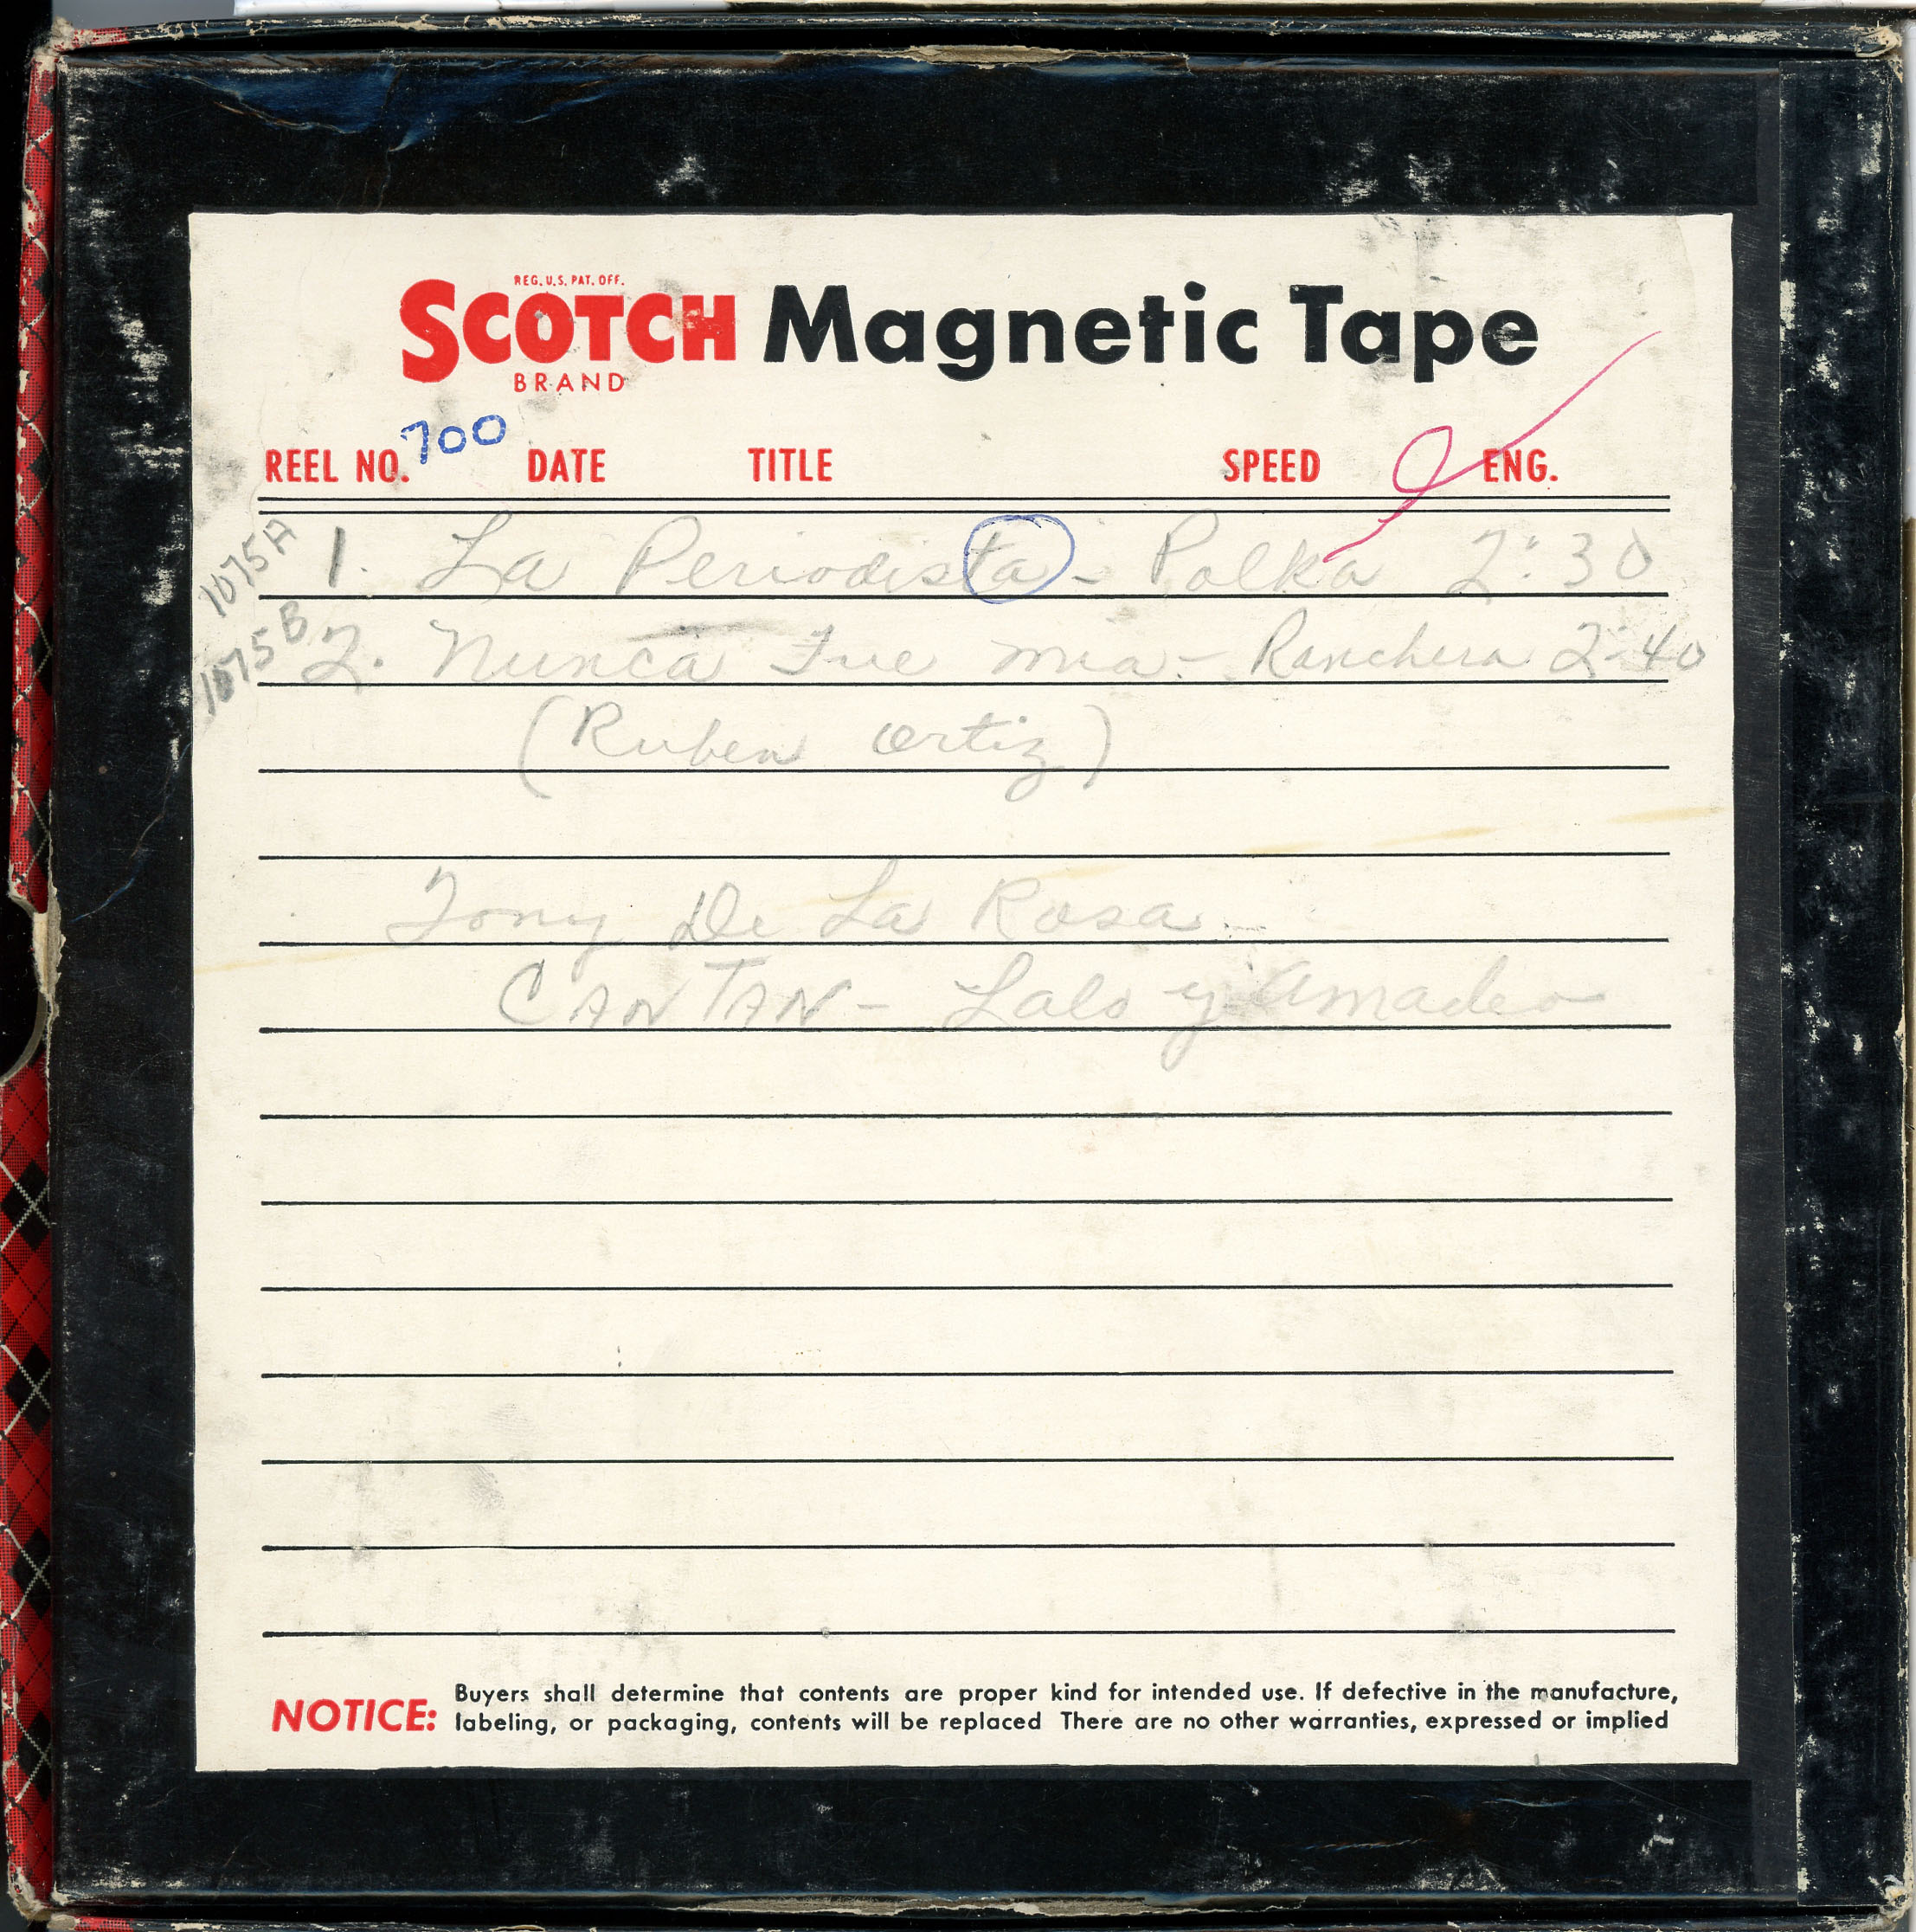 REG. U.S. PAT. OFF.
SCOTCH Magnetic Tape
BRAND
700
REEL NO. DATE TITLE SPEED ENG.
1075A 1. La Periodista - Polka 2:30
1075B 2. Nunca Fue mia - Ranchera 2:40
(Ruben Ortiz)
Tony De La Rosa -
CANTAN - Lalo y Amadeo
NOTICE: Buyers shall determine that contents are proper kind for intended use. If defective in the manufacture,
labeling, or packaging, contents will be replaced There are no other warranties, expressed or implied